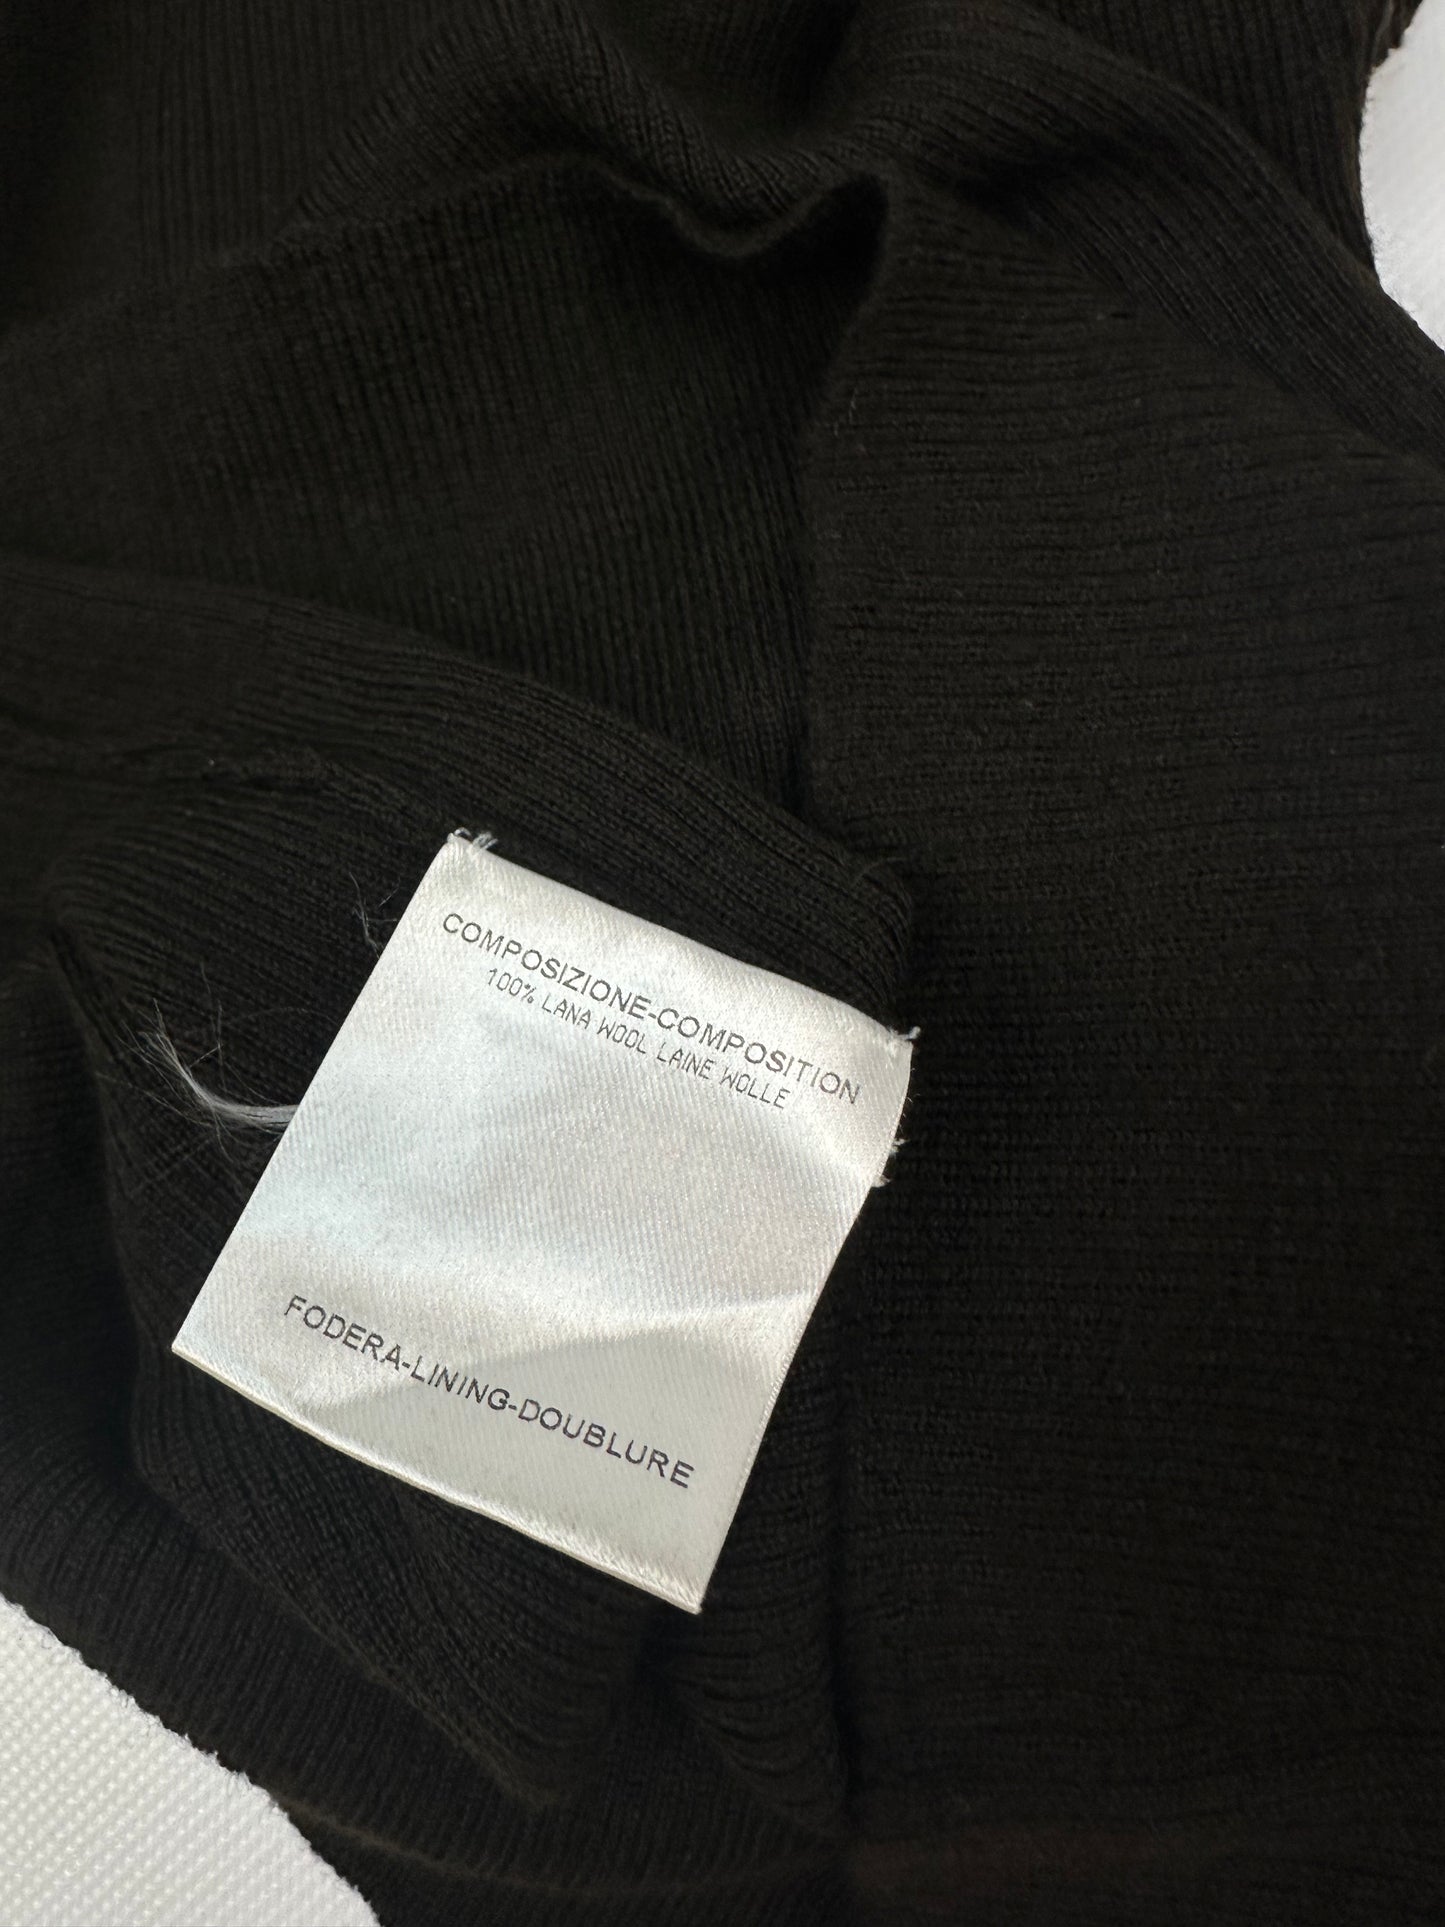 COMPOSIZIONE-COMPOSITION
100% LANA WOOL LAINE WOLLE
FODERA-LINING-DOUBLURE